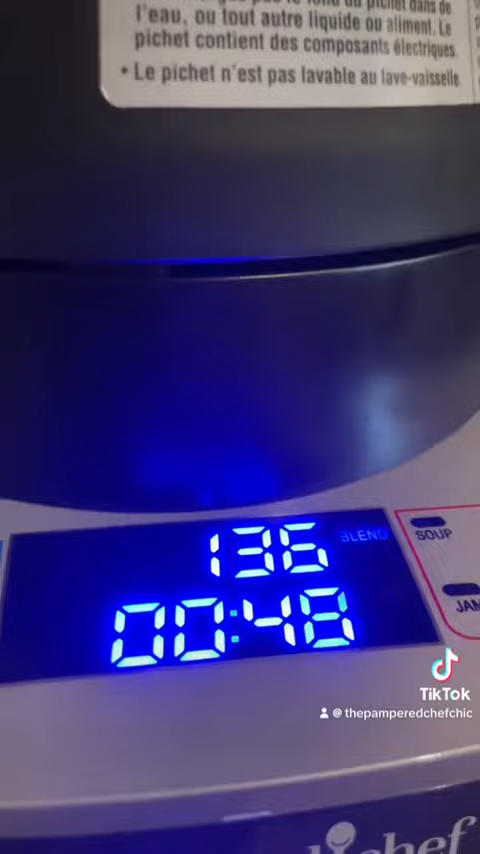 l'eau, ou tout autre liquide ou aliment. Le
pichet contient des composants électriques.
• Le pichet n'est pas lavable au lave-vaisselle.
136
BLEND
00:48
SOUP
JAM
TikTok
@thepamperedchefchic
chef